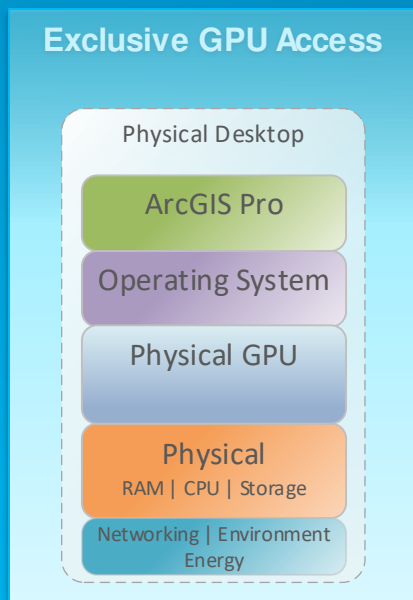 Exclusive GPU Access
Physical Desktop
ArcGIS Pro
Operating System
Physical GPU
Physical
RAM | CPU | Storage
Networking | Environment
Energy